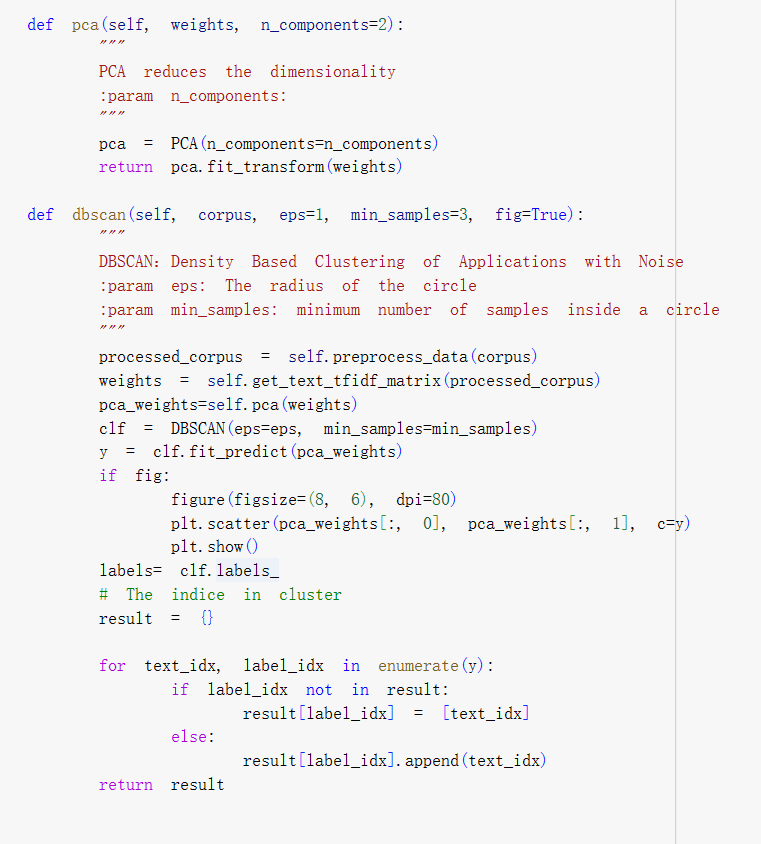 def pca(self, weights, n_components=2):
"""
PCA reduces the dimensionality
:param n_components:
"""
pca = PCA(n_components=n_components)
return pca.fit_transform(weights)
def dbscan(self, corpus, eps=1, min_samples=3, fig=True):
"""
DBSCAN: Density Based Clustering of Applications with Noise
:param eps: The radius of the circle
:param min_samples: minimum number of samples inside a circle
"""
processed_corpus = self.preprocess_data(corpus)
weights = self.get_text_tfidf_matrix(processed_corpus)
pca_weights=self.pca(weights)
clf = DBSCAN(eps=eps, min_samples=min_samples)
y = clf.fit_predict(pca_weights)
if fig:
figure(figsize=(8, 6), dpi=80)
plt.scatter(pca_weights[:, 0], pca_weights[:, 1], c=y)
plt.show()
labels= clf.labels_
# The indice in cluster
result = {}
for text_idx, label_idx in enumerate(y):
if label_idx not in result:
result[label_idx] = [text_idx]
else:
result[label_idx].append(text_idx)
return result